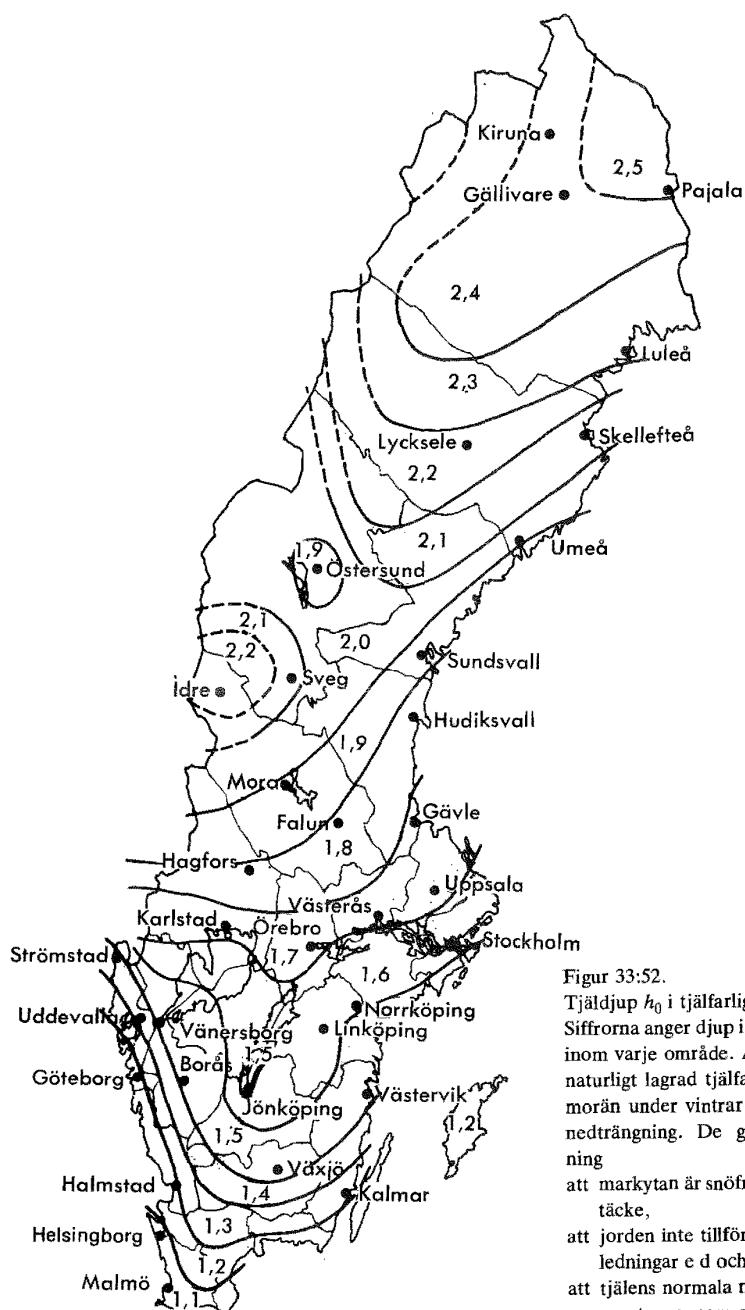 Kiruna
2,5
Pajala
Gällivare
2,4
Luleå
2,3
Lycksele
Skellefteå
2,2
2,1
Umeå
1,9
Östersund
2,1
2,0
2,2
Sundsvall
Sveg
Idre
Hudiksvall
1,9
Mora
Gävle
Falun
1,8
Hagfors
Uppsala
Västerås
Karlstad
Örebro
Stockholm
Strömstad
1,7
1,6
Norrköping
Uddevalla
Vänersborg
Linköping
1,5
Göteborg
Borås
Jönköping
Västervik
1,5
1,2
Växjö
Halmstad
1,4
Kalmar
1,3
Helsingborg
1,2
Malmö
1,1
Figur 33:52.
Tjäldjup h₀ i tjälfarlig
Siffrorna anger djup i
inom varje område. A
naturligt lagrad tjälfa
morän under vintrar
nedträngning. De g
ning
att markytan är snöfr
täcke,
att jorden inte tillför
ledningar e d och
att tjälens normala n